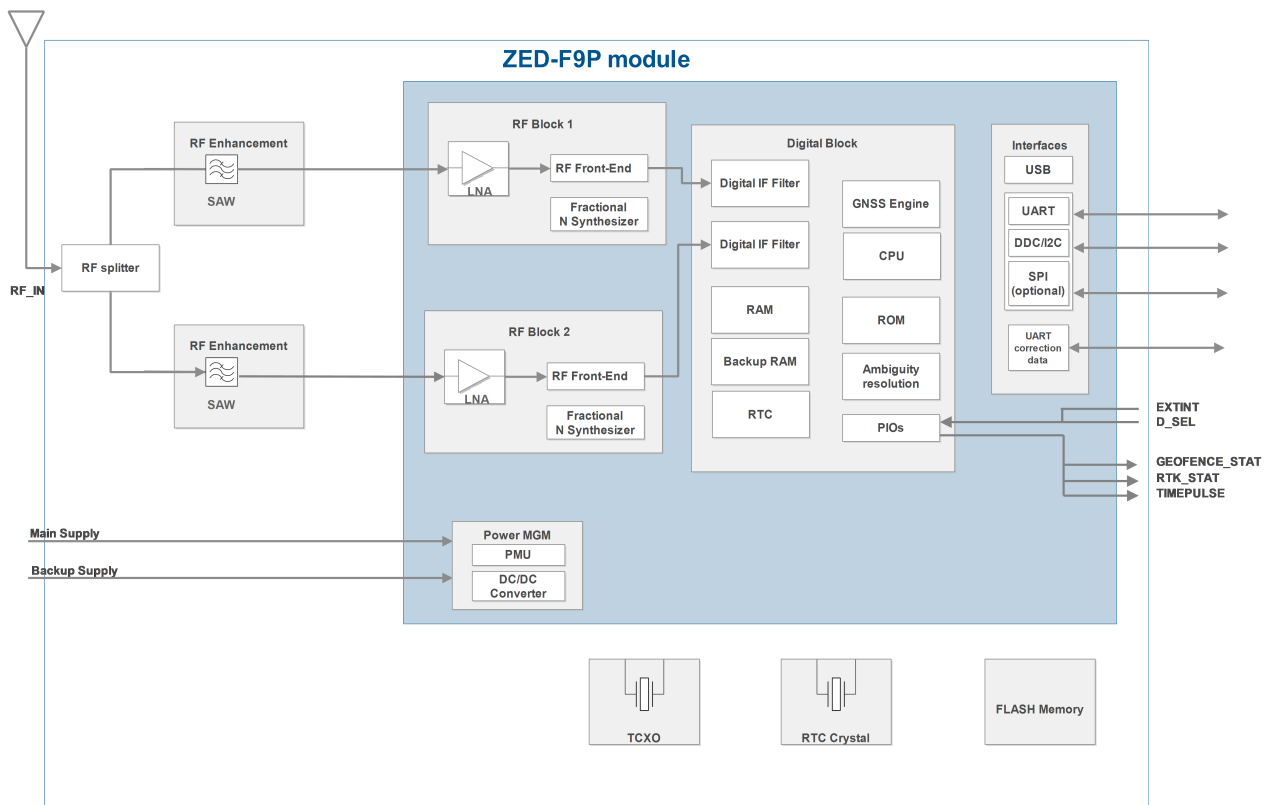 ZED-F9P module
RF_IN
RF splitter
RF Enhancement
SAW
RF Enhancement
SAW
RF Block 1
LNA
RF Front-End
Fractional
N Synthesizer
RF Block 2
LNA
RF Front-End
Fractional
N Synthesizer
Digital Block
Digital IF Filter
Digital IF Filter
RAM
Backup RAM
RTC
GNSS Engine
CPU
ROM
Ambiguity
resolution
PIOs
Interfaces
USB
UART
DDC/I2C
SPI
(optional)
UART
correction
data
EXTINT
D_SEL
GEOFENCE_STAT
RTK_STAT
TIMEPULSE
Main Supply
Backup Supply
Power MGM
PMU
DC/DC
Converter
TCXO
RTC Crystal
FLASH Memory